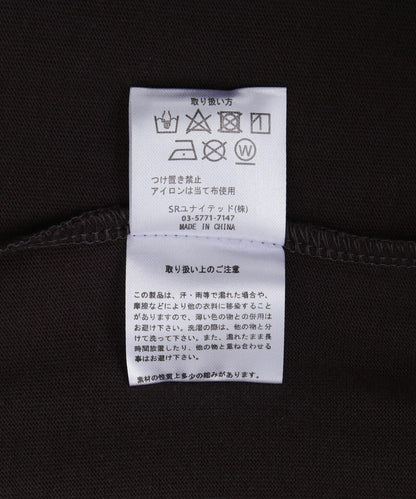 取り扱い方
W
つけ置き禁止
アイロンは当て布使用
SRユナイテッド(株)
03-5771-7147
MADE IN CHINA
取り扱い上のご注意
この製品は、汗・雨等で濡れた場合や、
摩擦などにより他の衣料に移染することが
ありますので、薄い色の物との併用は
お避け下さい。洗濯の際は、他の物と分
けて洗って下さい。また、濡れたまま長
時間放置したり、他の物と重ね合わせる
事はお避け下さい。
素材の性質上多少の縮みがあります。